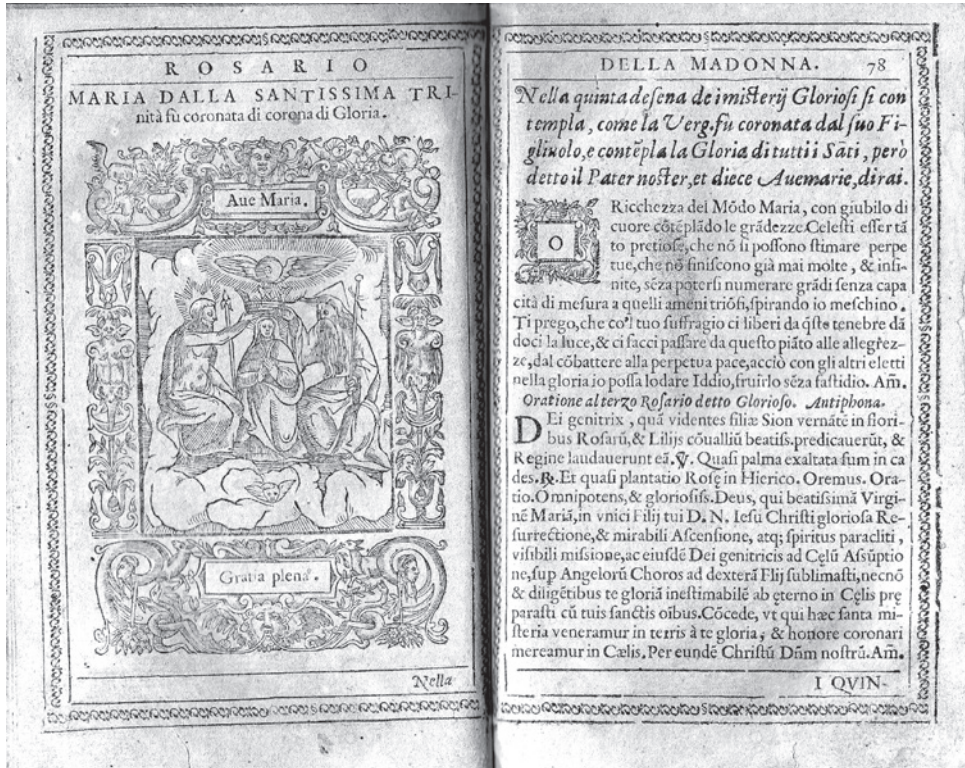 ROSARIO
MARIA DALLA SANTISSIMA TRI-
nità fu coronata di corona di Gloria.
Aue Maria.
Gratia plena.
Nella
DELLA MADONNA. 78
Nella quinta desena de i misterij Gloriosi si con
templa, come la Verg. fù coronata dal suo Fi-
gliuolo, e contẽpla la Gloria di tutti i Sãti, però
detto il Pater noster, et diece Auemarie, dirai.
O
Ricchezza del Mõdo Maria, con giubilo di
cuore cõtẽplãdo le grãdezze Celesti esser tã
to pretiose, che nõ si possono stimare perpe
tue, che nõ finiscono già mai molte, & infi-
nite, sẽza potersi numerare grãdi senza capa
cità di mesura a quelli ameni triõfi, spirando io meschino.
Ti prego, che co'l tuo suffragio ci liberi da q̃ste tenebre dã
doci la luce, & ci facci passare da questo piãto alle allegrez-
ze, dal cõbattere alla perpetua pace, acciò con gli altri eletti
nella gloria io possa lodare Iddio, fruirlo sẽza fastidio. Am̃.
Oratione al terzo Rosario detto Glorioso. Antiphona.
DEi genitrix, quã videntes filiæ Sion vernãtẽ in flori-
bus Rosarũ, & Lilijs cõualliũ beatiss. predicauerũt, &
Regine laudauerunt eã. ℣. Quasi palma exaltata sum in ca
des. ℟. Et quasi plantatio Rosę in Hierico. Oremus. Ora-
tio. Omnipotens, & gloriosiss. Deus, qui beatissimã Virgi-
nẽ Mariã, in vnici Filij tui D. N. Iesu Christi gloriosa Re-
surrectione, & mirabili Ascensione, atq; spiritus paracliti,
visibili missione, ac eiusdẽ Dei genitricis ad Cęlũ Assũptio
ne, sup Angelorũ Choros ad dexterã Flij sublimasti, necnõ
& diligẽtibus te gloriã inestimabilẽ ab ęterno in Cęlis prę
parasti cũ tuis sanctis oĩbus. Cõcede, vt qui hæc santa mi-
steria veneramur in terris à te gloria, & honore coronari
mereamur in Cælis. Per eundẽ Christũ Dñm nostrũ. Am̃.
I QVIN-